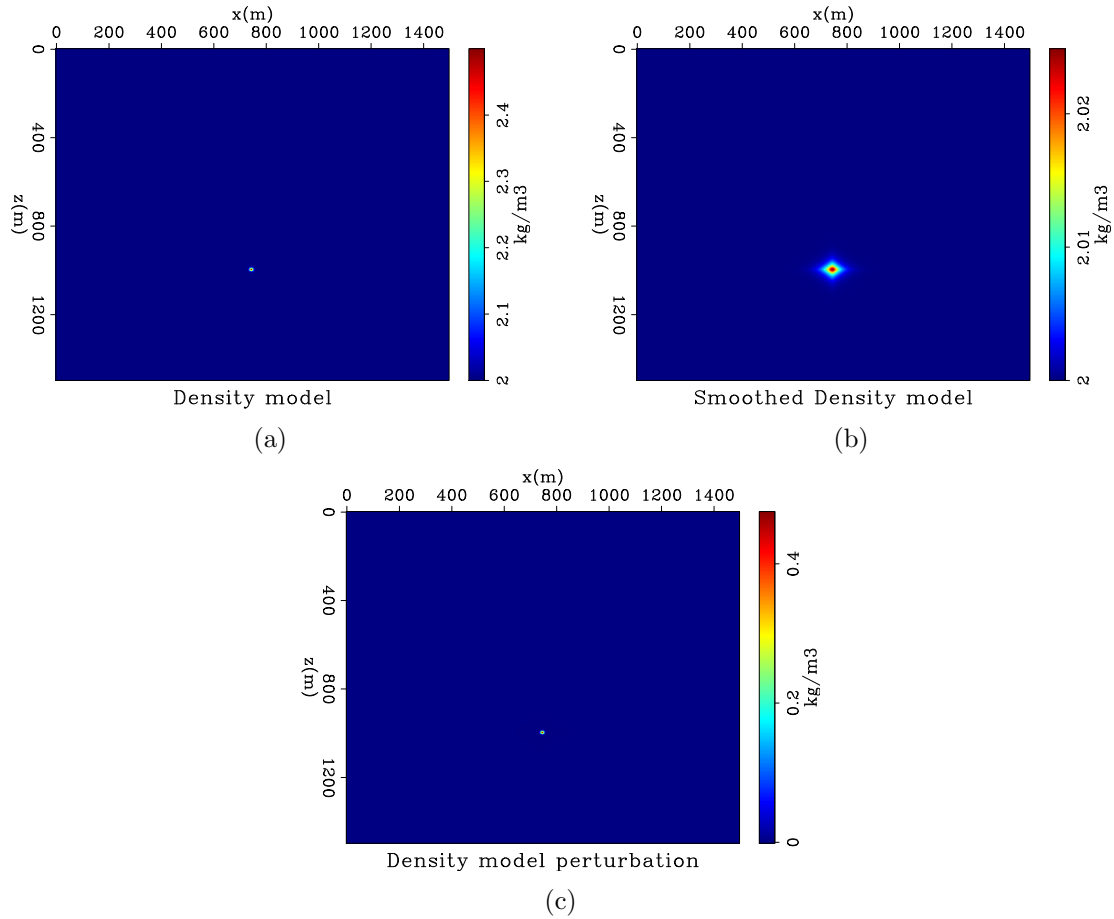 x(m)
0 200 400 600 800 1000 1200 1400
0
400
800
1200
z(m)
2.4
2.3
2.2
2.1
2
kg/m3
Density model
(a)
x(m)
0 200 400 600 800 1000 1200 1400
0
400
800
1200
z(m)
2.02
2.01
2
kg/m3
Smoothed Density model
(b)
x(m)
0 200 400 600 800 1000 1200 1400
0
400
800
1200
z(m)
0.4
0.2
0
kg/m3
Density model perturbation
(c)